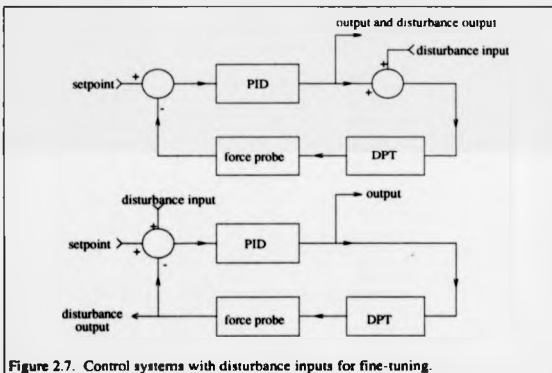 output and disturbance output
disturbance input
+
setpoint
+
PID
+
-
force probe
DPT
disturbance input
output
+
setpoint
+
PID
-
disturbance
output
force probe
DPT
Figure 2.7. Control systems with disturbance inputs for fine-tuning.